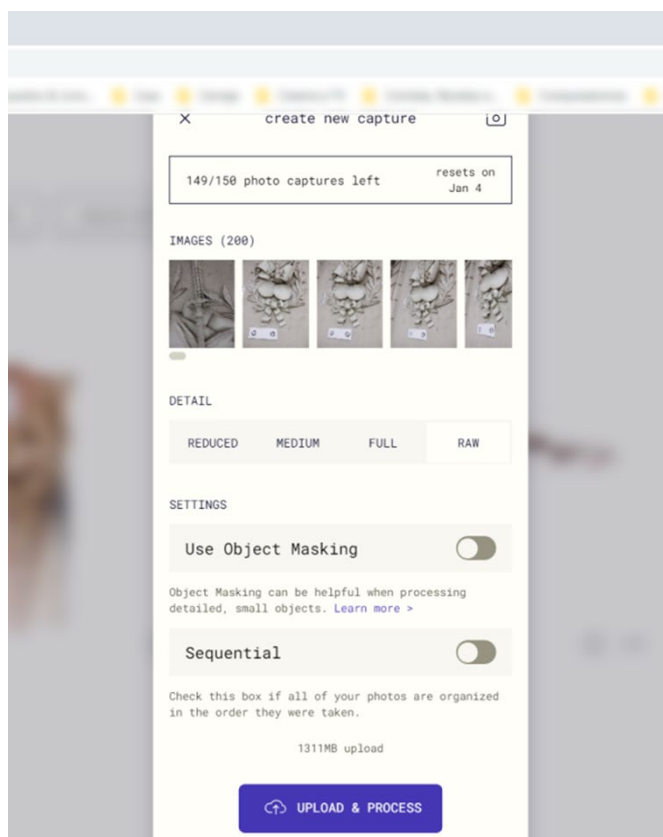 create new capture
149/150 photo captures left
resets on
Jan 4
IMAGES (200)
DETAIL
REDUCED MEDIUM FULL RAW
SETTINGS
Use Object Masking
Object Masking can be helpful when processing
detailed, small objects. Learn more >
Sequential
Check this box if all of your photos are organized
in the order they were taken.
1311MB upload
UPLOAD & PROCESS